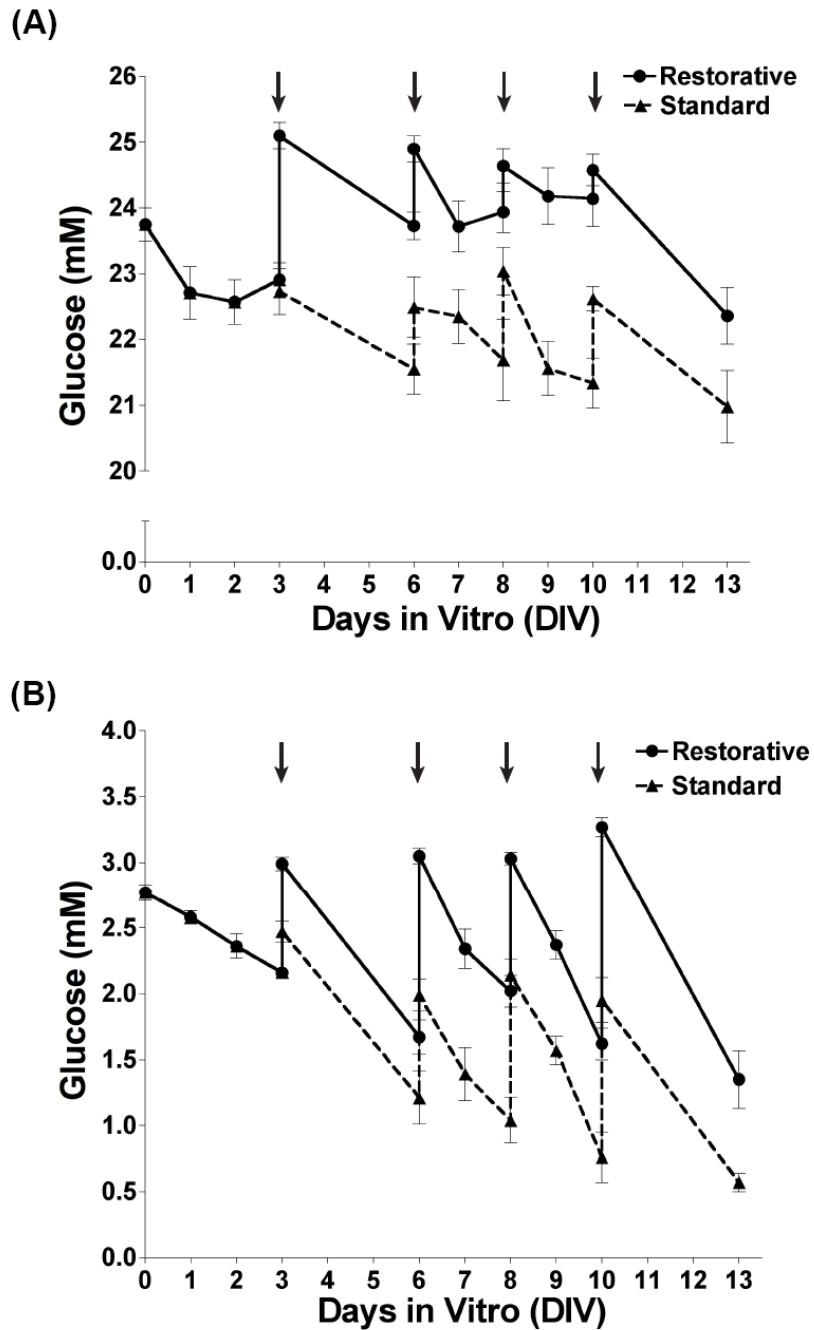 (A)
26
25
24
23
22
21
20
0.0
Glucose (mM)
Restorative
Standard
0 1 2 3 4 5 6 7 8 9 10 11 12 13
Days in Vitro (DIV)
(B)
4.0
3.5
3.0
2.5
2.0
1.5
1.0
0.5
0.0
Glucose (mM)
Restorative
Standard
0 1 2 3 4 5 6 7 8 9 10 11 12 13
Days in Vitro (DIV)